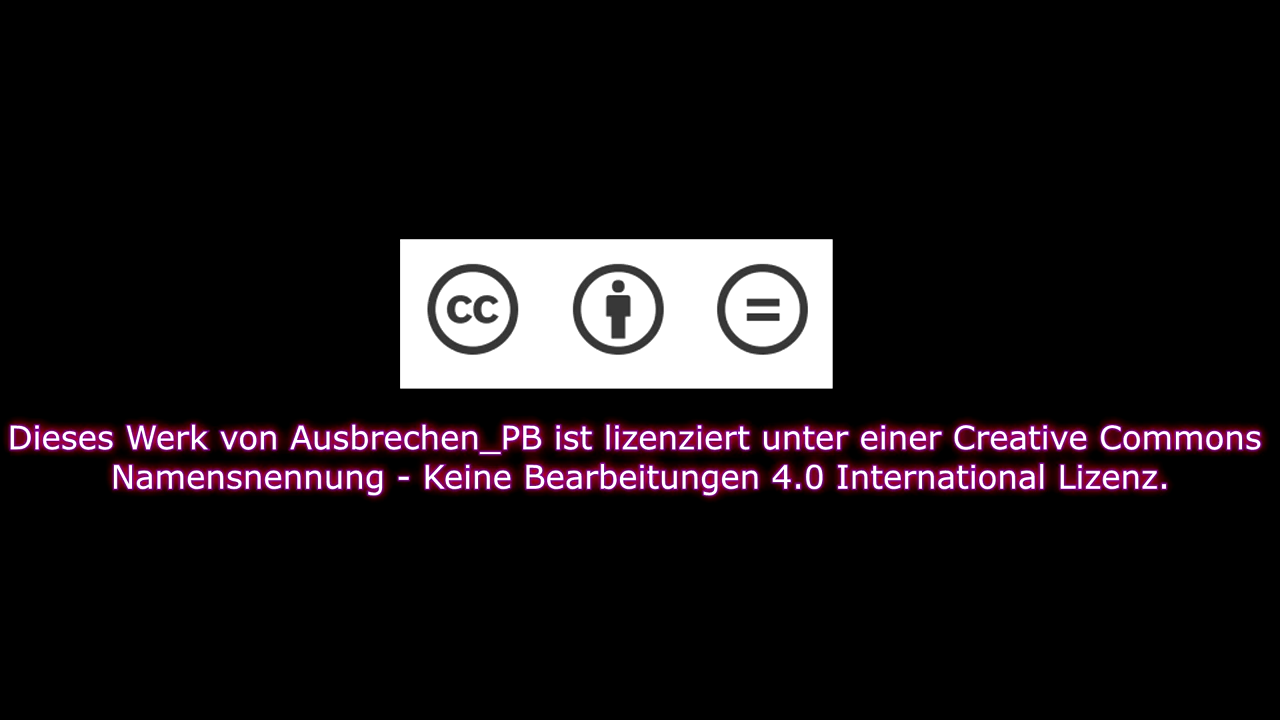 cc
Dieses Werk von Ausbrechen_PB ist lizenziert unter einer Creative Commons
Namensnennung - Keine Bearbeitungen 4.0 International Lizenz.